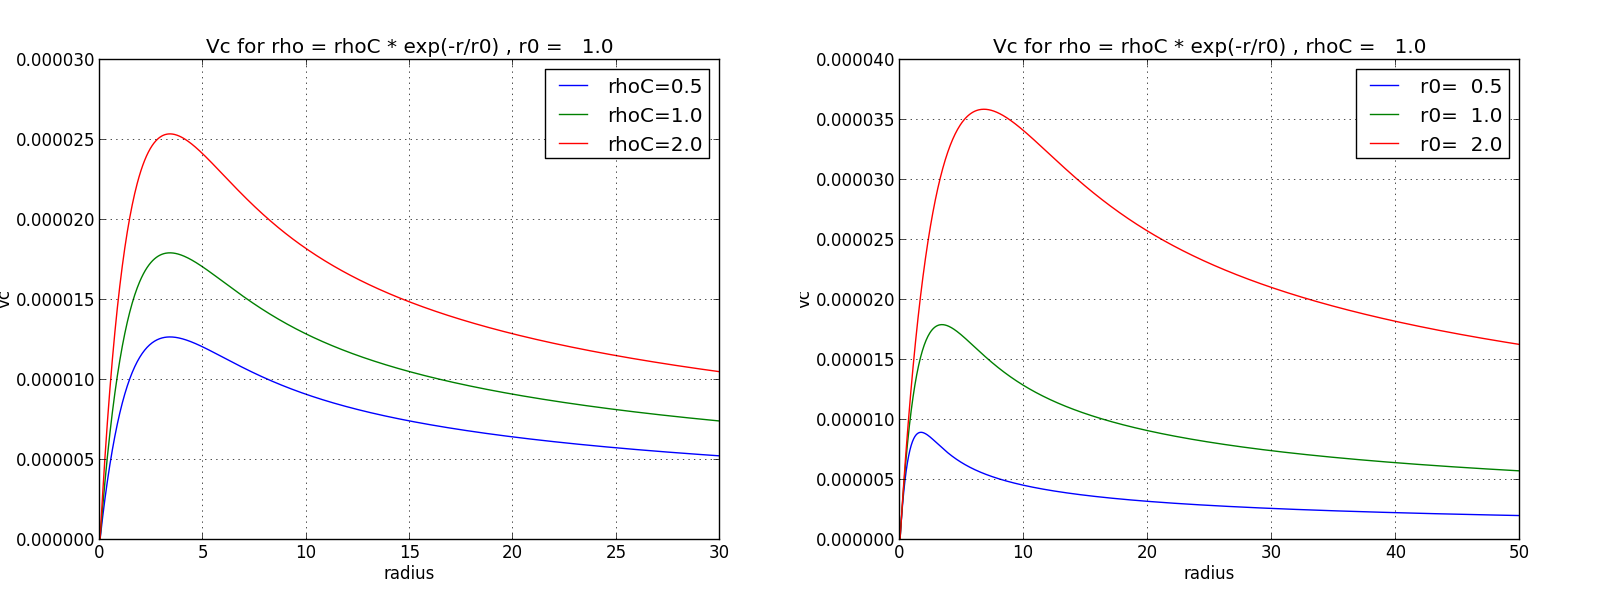 Vc for rho = rhoC * exp(-r/r0) , r0 = 1.0
0.000030
0.000025
0.000020
0.000015
0.000010
0.000005
0.000000
vc
0
5
10
15
20
25
30
radius
rhoC=0.5
rhoC=1.0
rhoC=2.0
Vc for rho = rhoC * exp(-r/r0) , rhoC = 1.0
0.000040
0.000035
0.000030
0.000025
0.000020
0.000015
0.000010
0.000005
0.000000
vc
0
10
20
30
40
50
radius
r0= 0.5
r0= 1.0
r0= 2.0